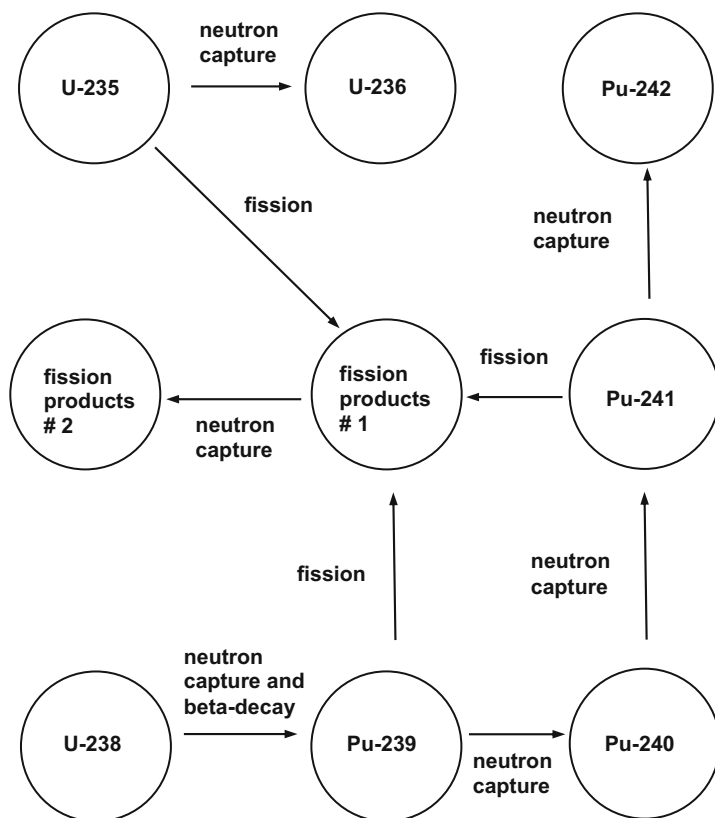 U-235
neutron
capture
U-236
Pu-242
fission
neutron
capture
fission
products
# 2
neutron
capture
fission
products
# 1
fission
Pu-241
fission
neutron
capture
U-238
neutron
capture and
beta-decay
Pu-239
neutron
capture
Pu-240